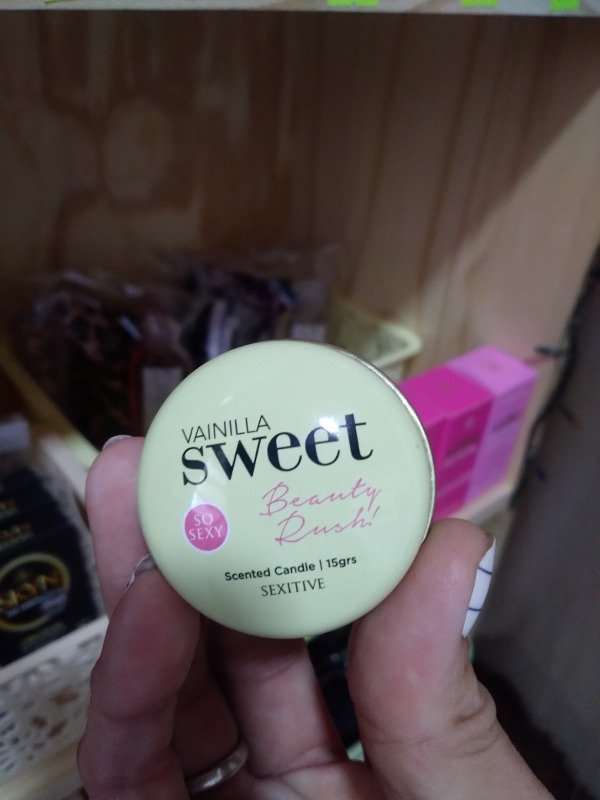 VAINILLA
sweet
Beauty
Rush!
SO
SEXY
Scented Candle | 15grs
SEXITIVE